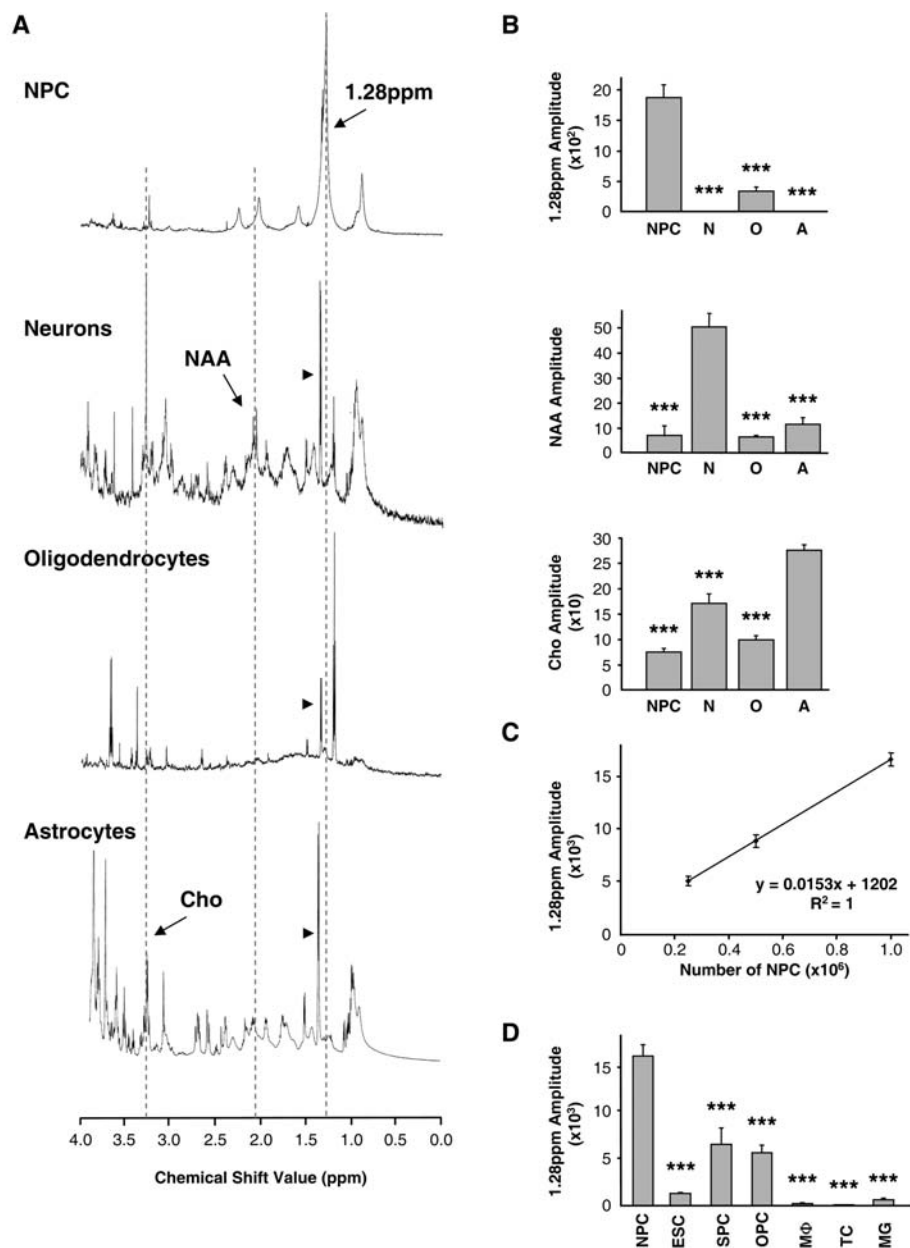 A
NPC
1.28ppm
Neurons
NAA
Oligodendrocytes
Astrocytes
Cho
4.0 3.5 3.0 2.5 2.0 1.5 1.0 0.5 0.0
Chemical Shift Value (ppm)
B
1.28ppm Amplitude
(x10²)
20
15
10
5
0
*** *** ***
NPC N O A
NAA Amplitude
50
40
30
20
10
0
*** *** ***
NPC N O A
Cho Amplitude
(x10)
30
25
20
15
10
5
0
*** *** ***
NPC N O A
C
1.28ppm Amplitude
(x10³)
15
10
5
0
y = 0.0153x + 1202
R² = 1
0 0.2 0.4 0.6 0.8 1.0
Number of NPC (x10⁶)
D
1.28ppm Amplitude
(x10³)
15
10
5
0
*** *** *** *** *** ***
NPC ESC SPC OPC MΦ TC MG